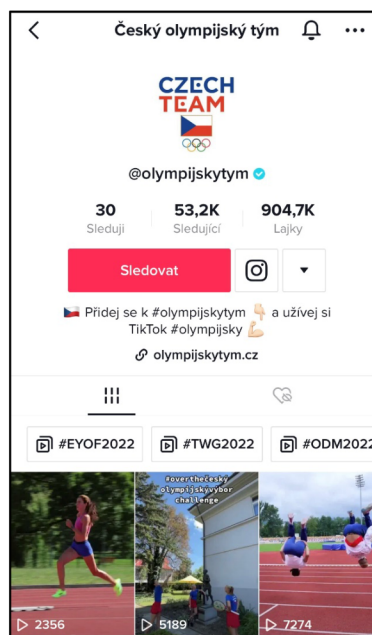 Český olympijský tým
CZECH
TEAM
@olympijskytym
30
Sleduji
53,2K
Sledující
904,7K
Lajky
Sledovat
🇨🇿 Přidej se k #olympijskytym 👇🏻 a užívej si
TikTok #olympijsky 💪🏻
olympijskytym.cz
#EYOF2022
#TWG2022
#ODM2022
#overthečeský
olympijskývýbor
challenge
2356
5189
7274